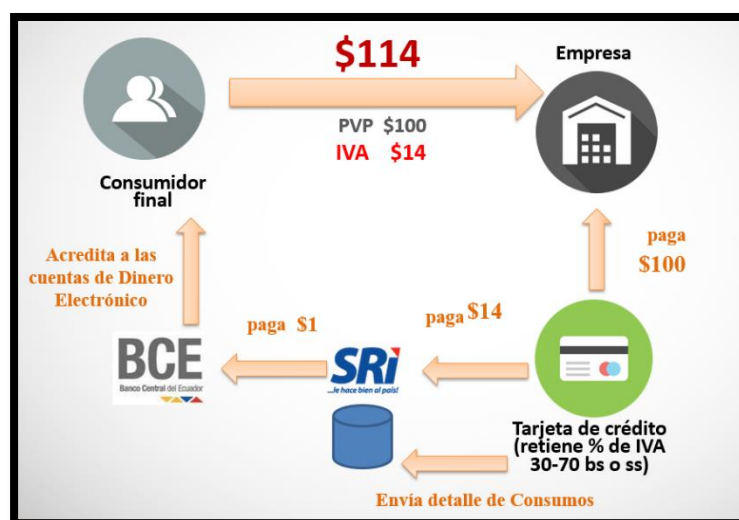 $114
Empresa
PVP $100
IVA $14
Consumidor
final
Acredita a las
cuentas de Dinero
Electrónico
paga
$100
paga $1
paga $14
BCE
Banco Central del Ecuador
SRi
...le hace bien al país!
Tarjeta de crédito
(retiene % de IVA
30-70 bs o ss)
Envía detalle de Consumos